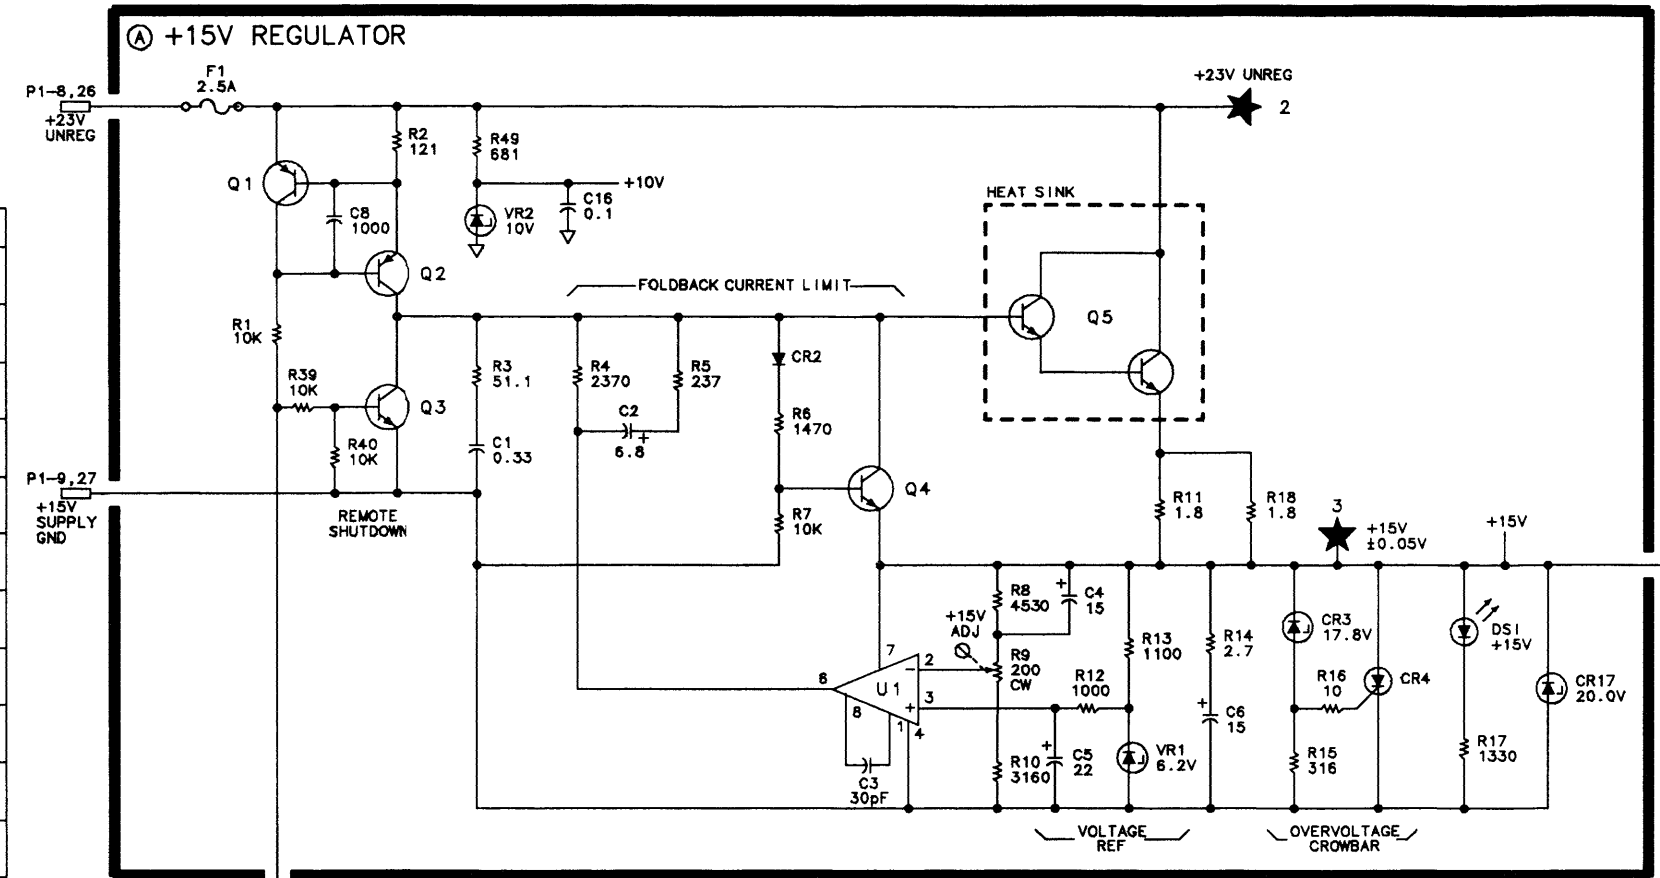 A +15V REGULATOR
F1
2.5A
P1-8,26
+23V
UNREG
+23V UNREG
2
R2
121
R49
681
Q1
C8
1000
VR2
10V
C16
0.1
+10V
HEAT SINK
Q2
FOLDBACK CURRENT LIMIT
Q5
R1
10K
R39
10K
Q3
R40
10K
R3
51.1
C1
0.33
R4
2370
R5
237
C2
+
6.8
CR2
R6
1470
Q4
R7
10K
P1-9,27
+15V
SUPPLY
GND
REMOTE
SHUTDOWN
R11
1.8
R18
1.8
3
+15V
±0.05V
+15V
R8
4530
+
C4
15
+15V
ADJ
R9
200
CW
R13
1100
R14
2.7
CR3
17.8V
DS1
+15V
7
2
6
U1
-
3
+
8
1
4
R12
1000
R16
10
CR4
CR17
20.0V
C3
30pF
R10
3160
+
C5
22
VR1
6.2V
+
C6
15
R15
316
R17
1330
VOLTAGE
REF
OVERVOLTAGE
CROWBAR